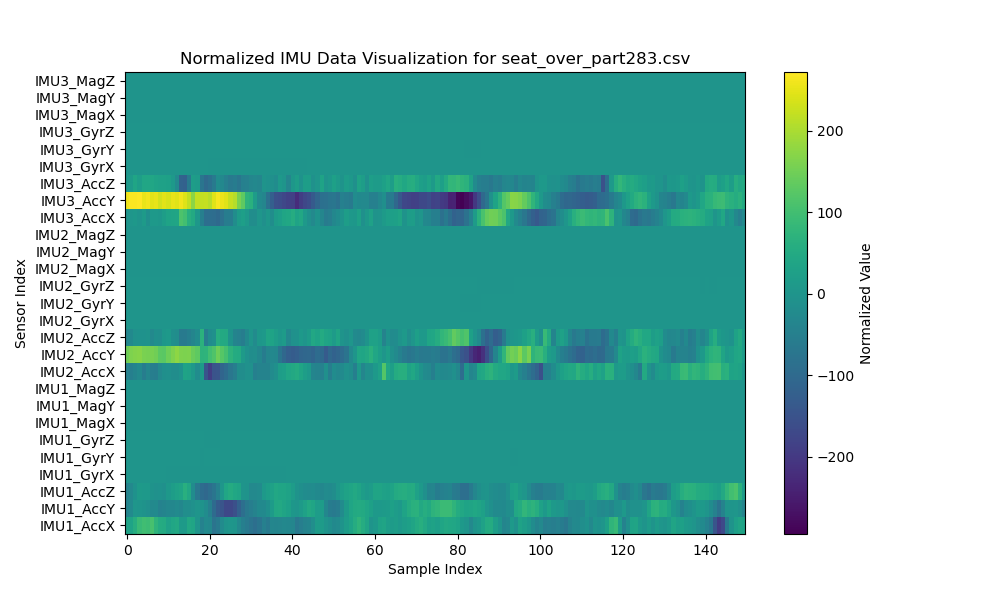 Normalized IMU Data Visualization for seat_over_part283.csv
IMU3_MagZ
IMU3_MagY
IMU3_MagX
IMU3_GyrZ
IMU3_GyrY
IMU3_GyrX
IMU3_AccZ
IMU3_AccY
IMU3_AccX
IMU2_MagZ
IMU2_MagY
IMU2_MagX
IMU2_GyrZ
IMU2_GyrY
IMU2_GyrX
IMU2_AccZ
IMU2_AccY
IMU2_AccX
IMU1_MagZ
IMU1_MagY
IMU1_MagX
IMU1_GyrZ
IMU1_GyrY
IMU1_GyrX
IMU1_AccZ
IMU1_AccY
IMU1_AccX
Sensor Index
0 20 40 60 80 100 120 140
Sample Index
200
100
0
−100
−200
Normalized Value